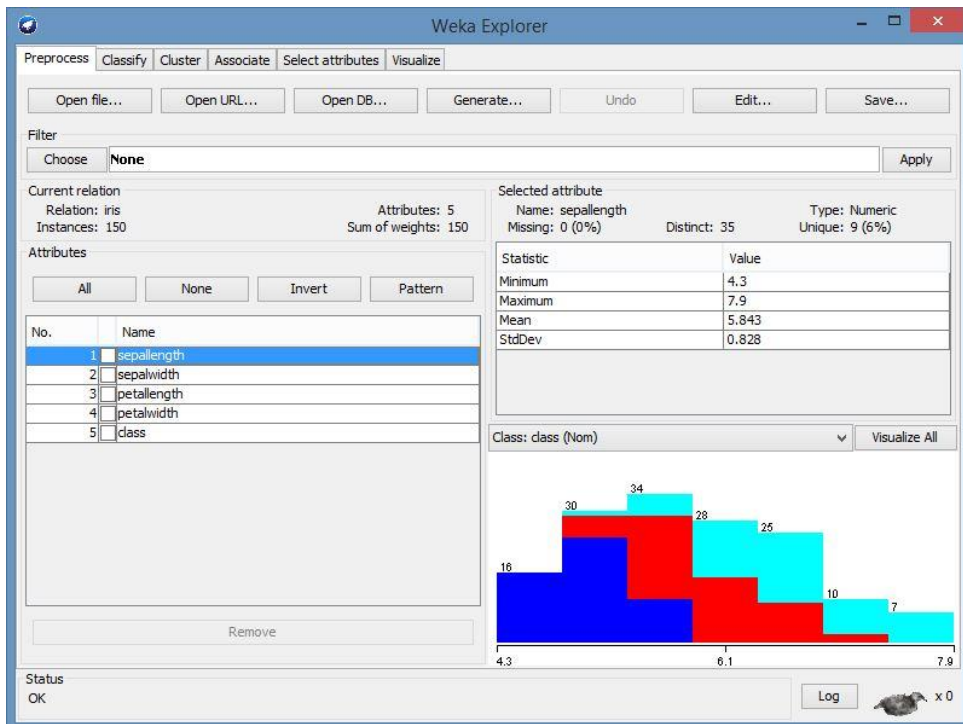 Weka Explorer
Preprocess Classify Cluster Associate Select attributes Visualize
Open file... Open URL... Open DB... Generate... Undo Edit... Save...
Filter
Choose None Apply
Current relation
Relation: iris Attributes: 5
Instances: 150 Sum of weights: 150
Selected attribute
Name: sepallength Type: Numeric
Missing: 0 (0%) Distinct: 35 Unique: 9 (6%)
Attributes
All None Invert Pattern
No. Name
1 sepallength
2 sepalwidth
3 petallength
4 petalwidth
5 class
Remove
Statistic Value
Minimum 4.3
Maximum 7.9
Mean 5.843
StdDev 0.828
Class: class (Nom) Visualize All
16 30 34 28 25 10 7
4.3 6.1 7.9
Status
OK Log x 0